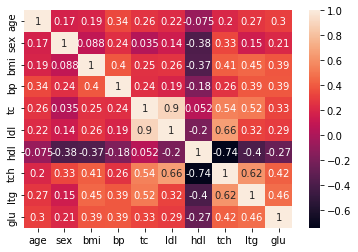 age 1 0.17 0.19 0.34 0.26 0.22 -0.075 0.2 0.27 0.3
sex 0.17 1 0.088 0.24 0.035 0.14 -0.38 0.33 0.15 0.21
bmi 0.19 0.088 1 0.4 0.25 0.26 -0.37 0.41 0.45 0.39
bp 0.34 0.24 0.4 1 0.24 0.19 -0.18 0.26 0.39 0.39
tc 0.26 0.035 0.25 0.24 1 0.9 0.052 0.54 0.52 0.33
ldl 0.22 0.14 0.26 0.19 0.9 1 -0.2 0.66 0.32 0.29
hdl -0.075 -0.38 -0.37 -0.18 0.052 -0.2 1 -0.74 -0.4 -0.27
tch 0.2 0.33 0.41 0.26 0.54 0.66 -0.74 1 0.62 0.42
ltg 0.27 0.15 0.45 0.39 0.52 0.32 -0.4 0.62 1 0.46
glu 0.3 0.21 0.39 0.39 0.33 0.29 -0.27 0.42 0.46 1
age sex bmi bp tc ldl hdl tch ltg glu
1.0
0.8
0.6
0.4
0.2
0.0
-0.2
-0.4
-0.6